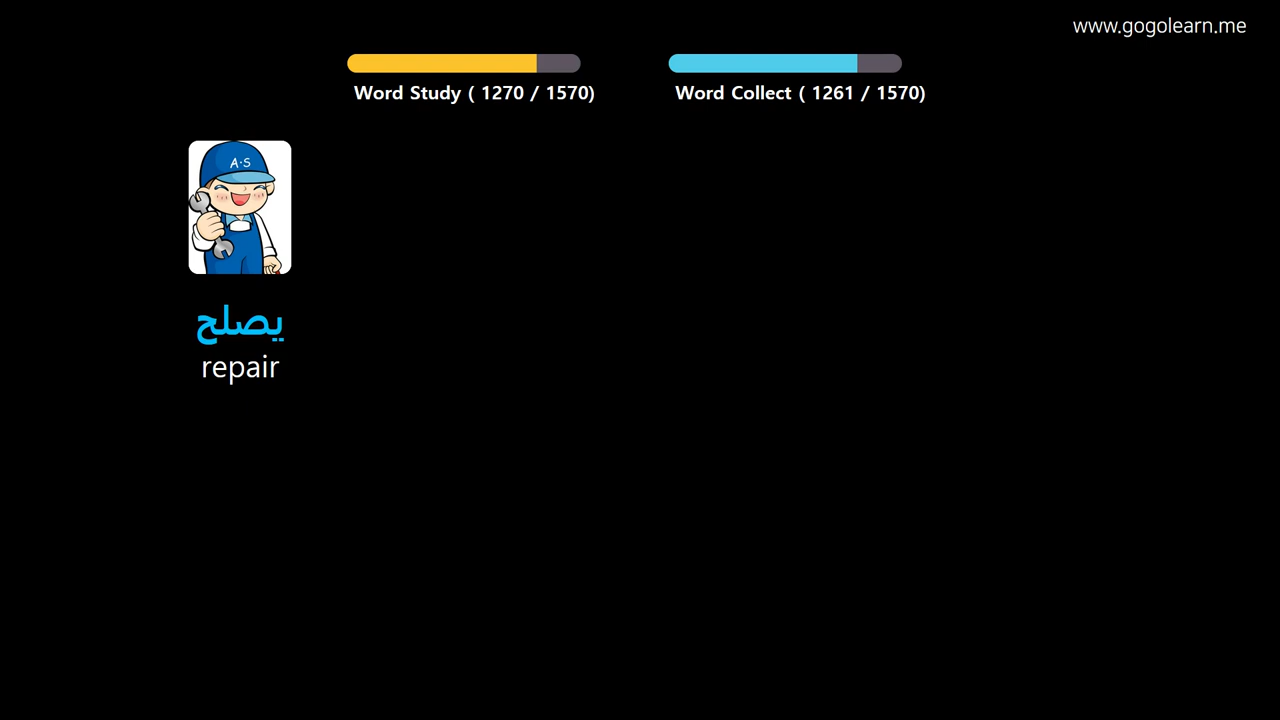 www.gogolearn.me
Word Study ( 1270 / 1570)
Word Collect ( 1261 / 1570)
A·S
يصلح
repair